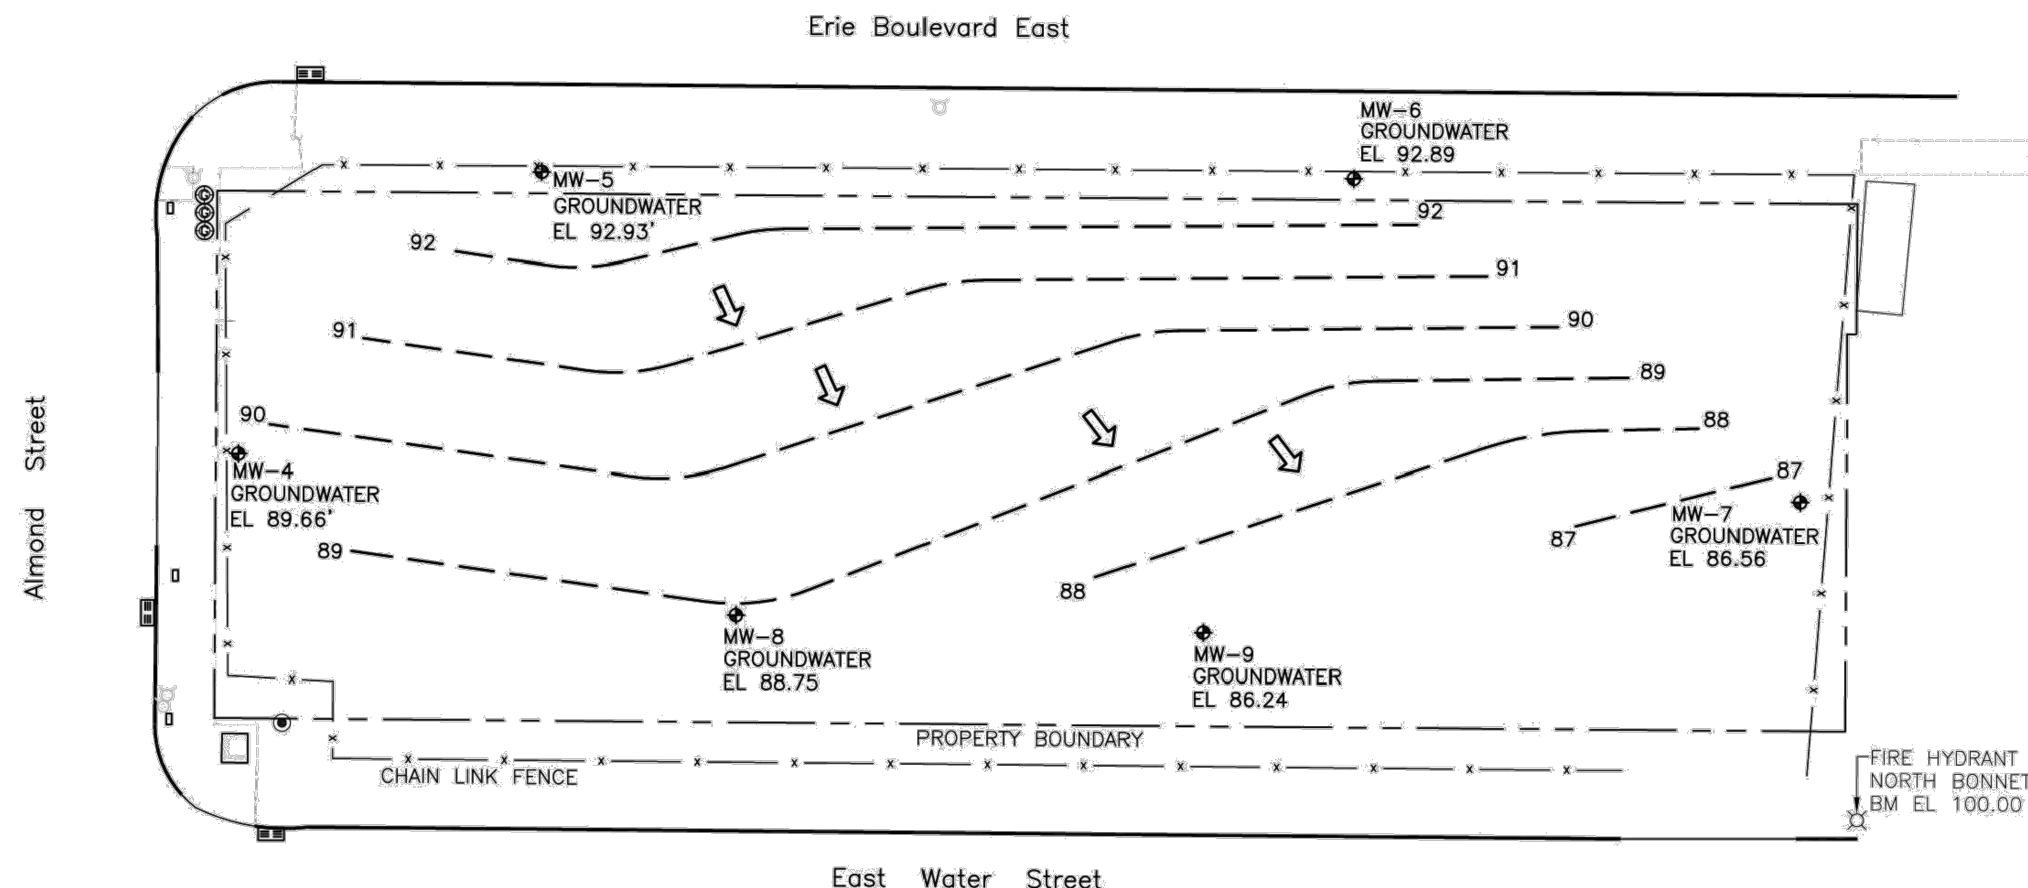 Erie Boulevard East
MW-6
GROUNDWATER
EL 92.89
MW-5
GROUNDWATER
EL 92.93'
92
92
91
91
90
90
89
89
88
88
87
87
G
G
G
Almond Street
MW-4
GROUNDWATER
EL 89.66'
MW-7
GROUNDWATER
EL 86.56
MW-8
GROUNDWATER
EL 88.75
MW-9
GROUNDWATER
EL 86.24
PROPERTY BOUNDARY
CHAIN LINK FENCE
FIRE HYDRANT
NORTH BONNET
BM EL 100.00
East Water Street